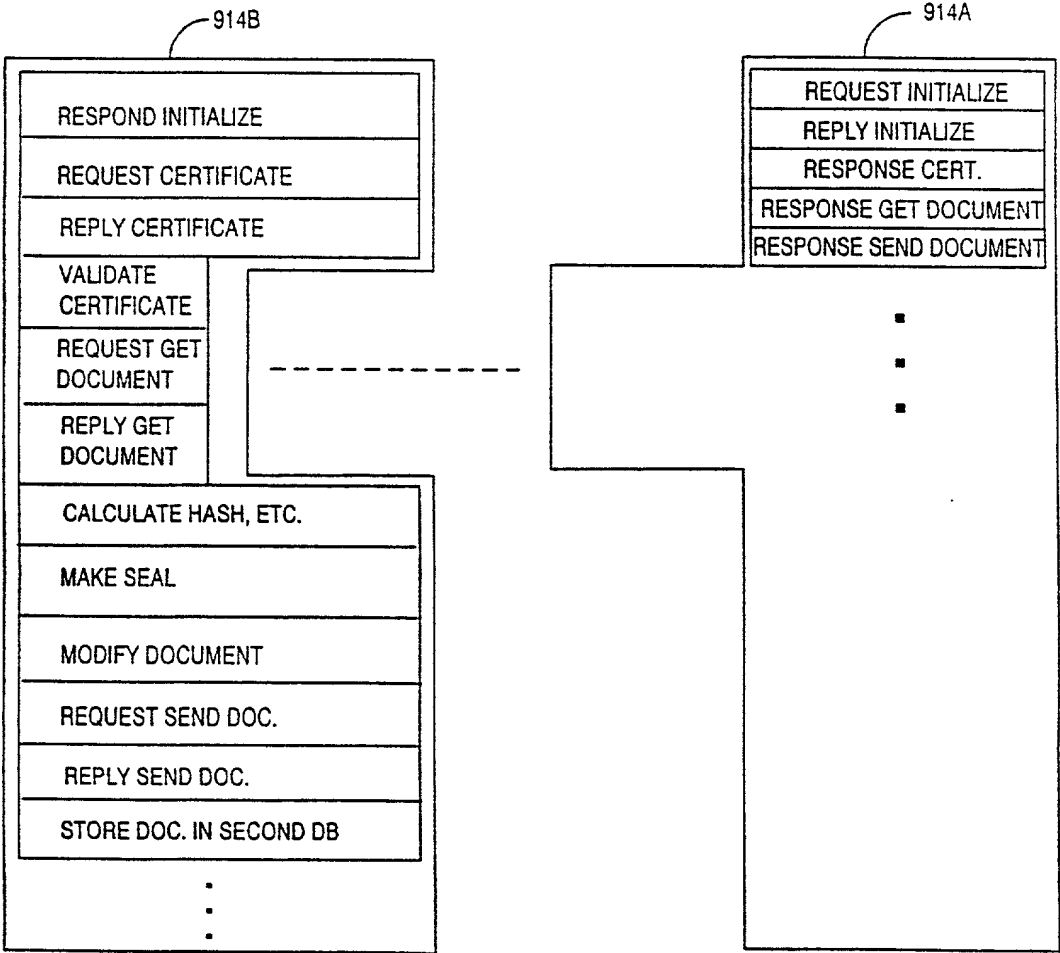 914B
RESPOND INITIALIZE
REQUEST CERTIFICATE
REPLY CERTIFICATE
VALIDATE
CERTIFICATE
REQUEST GET
DOCUMENT
REPLY GET
DOCUMENT
CALCULATE HASH, ETC.
MAKE SEAL
MODIFY DOCUMENT
REQUEST SEND DOC.
REPLY SEND DOC.
STORE DOC. IN SECOND DB
914A
REQUEST INITIALIZE
REPLY INITIALIZE
RESPONSE CERT.
RESPONSE GET DOCUMENT
RESPONSE SEND DOCUMENT